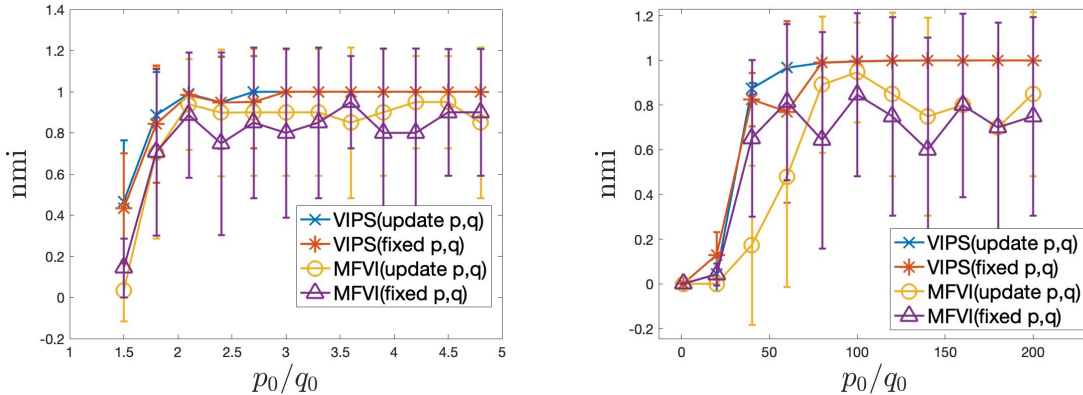 1.4
1.2
1
0.8
0.6
0.4
0.2
0
-0.2
nmi
1 1.5 2 2.5 3 3.5 4 4.5 5
p₀/q₀
VIPS(update p,q)
VIPS(fixed p,q)
MFVI(update p,q)
MFVI(fixed p,q)
1.2
1
0.8
0.6
0.4
0.2
0
-0.2
nmi
0 50 100 150 200
p₀/q₀
VIPS(update p,q)
VIPS(fixed p,q)
MFVI(update p,q)
MFVI(fixed p,q)